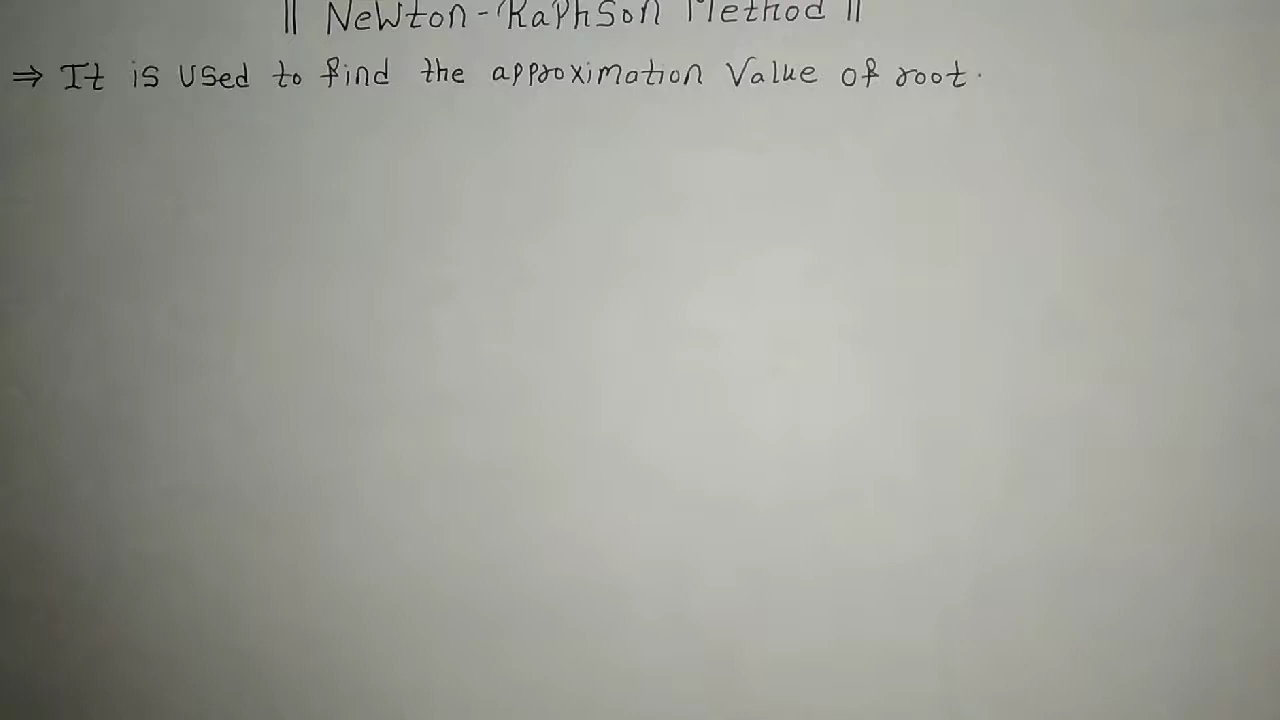 || NeWton-RaPhSon Method ||
⇒ It is used to find the approximation Value of root.